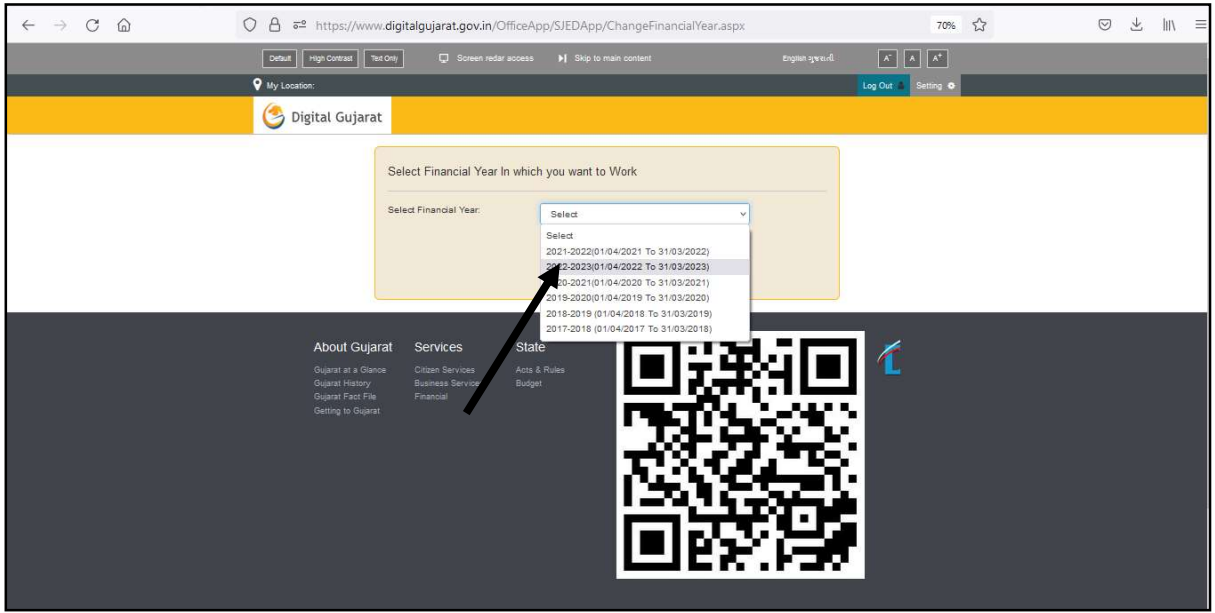 https://www.digitalgujarat.gov.in/OfficeApp/SJEDApp/ChangeFinancialYear.aspx 70%
Default High Contrast Text Only Screen redar access Skip to main content English ગુજરાતી A- A A+
My Location: Log Out Setting
Digital Gujarat
Select Financial Year In which you want to Work
Select Financial Year: Select
Select
2021-2022(01/04/2021 To 31/03/2022)
2022-2023(01/04/2022 To 31/03/2023)
2020-2021(01/04/2020 To 31/03/2021)
2019-2020(01/04/2019 To 31/03/2020)
2018-2019 (01/04/2018 To 31/03/2019)
2017-2018 (01/04/2017 To 31/03/2018)
About Gujarat Services State
Gujarat at a Glance Citizen Services Acts & Rules
Gujarat History Business Service Budget
Gujarat Fact File Financial
Getting to Gujarat